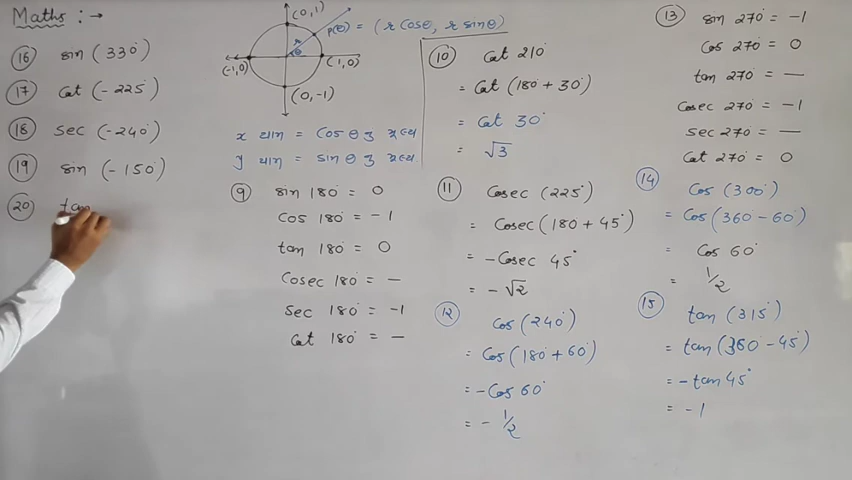 Maths :→
(16) sin (330°)
(17) Cot (-225°)
(18) Sec (-240°)
(19) sin (-150°)
(20) tan
(0,1)
P(θ) = (r cosθ, r sinθ)
r
θ
(-1,0)
(1,0)
(0,-1)
x याम = Cos θ चे मूल्य
y याम = sin θ चे मूल्य
(9) sin 180° = 0
Cos 180° = -1
tan 180° = 0
Cosec 180° = —
Sec 180° = -1
Cot 180° = —
(10) Cot 210°
= Cot (180° + 30°)
= Cot 30°
= √3
(11) Cosec (225°)
= Cosec (180 + 45°)
= -Cosec 45°
= -√2
(12) Cos (240°)
= Cos (180 + 60°)
= -Cos 60°
= - 1/2
(13) sin 270° = -1
Cos 270° = 0
tan 270° = —
Cosec 270° = -1
Sec 270 = —
Cot 270° = 0
(14) Cos (300°)
= Cos (360 - 60°)
= Cos 60°
= 1/2
(15) tan (315°)
= tan (360° - 45°)
= -tan 45°
= -1